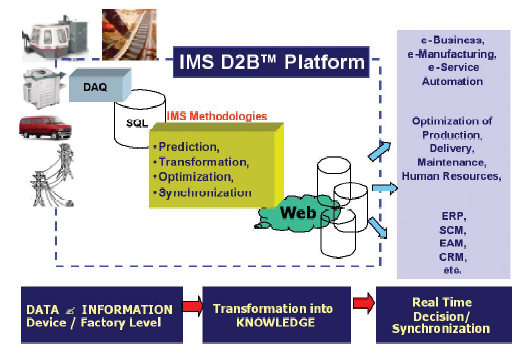 IMS D2B™ Platform
DAQ
SQL
IMS Methodologies
•Prediction,
•Transformation,
•Optimization,
•Synchronization
Web
e-Business,
e-Manufacturing,
e-Service
Automation
Optimization of
Production,
Delivery,
Maintenance,
Human Resources,
ERP,
SCM,
EAM,
CRM,
etc.
DATA INFORMATION
Device / Factory Level
Transformation into
KNOWLEDGE
Real Time
Decision/
Synchronization